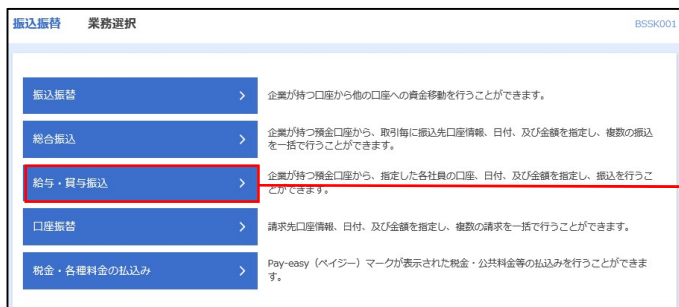 振込振替 業務選択 BSSK001
振込振替 企業が持つ口座から他の口座への資金移動を行うことができます。
総合振込 企業が持つ預金口座から、取引毎に振込先口座情報、日付、及び金額を指定し、複数の振込
を一括で行うことができます。
給与・賞与振込 企業が持つ預金口座から、指定した各社員の口座、日付、及び金額を指定し、振込を行うこ
とができます。
口座振替 請求先口座情報、日付、及び金額を指定し、複数の請求を一括で行うことができます。
税金・各種料金の払込み Pay-easy（ペイジー）マークが表示された税金・公共料金等の払込みを行うことができま
す。